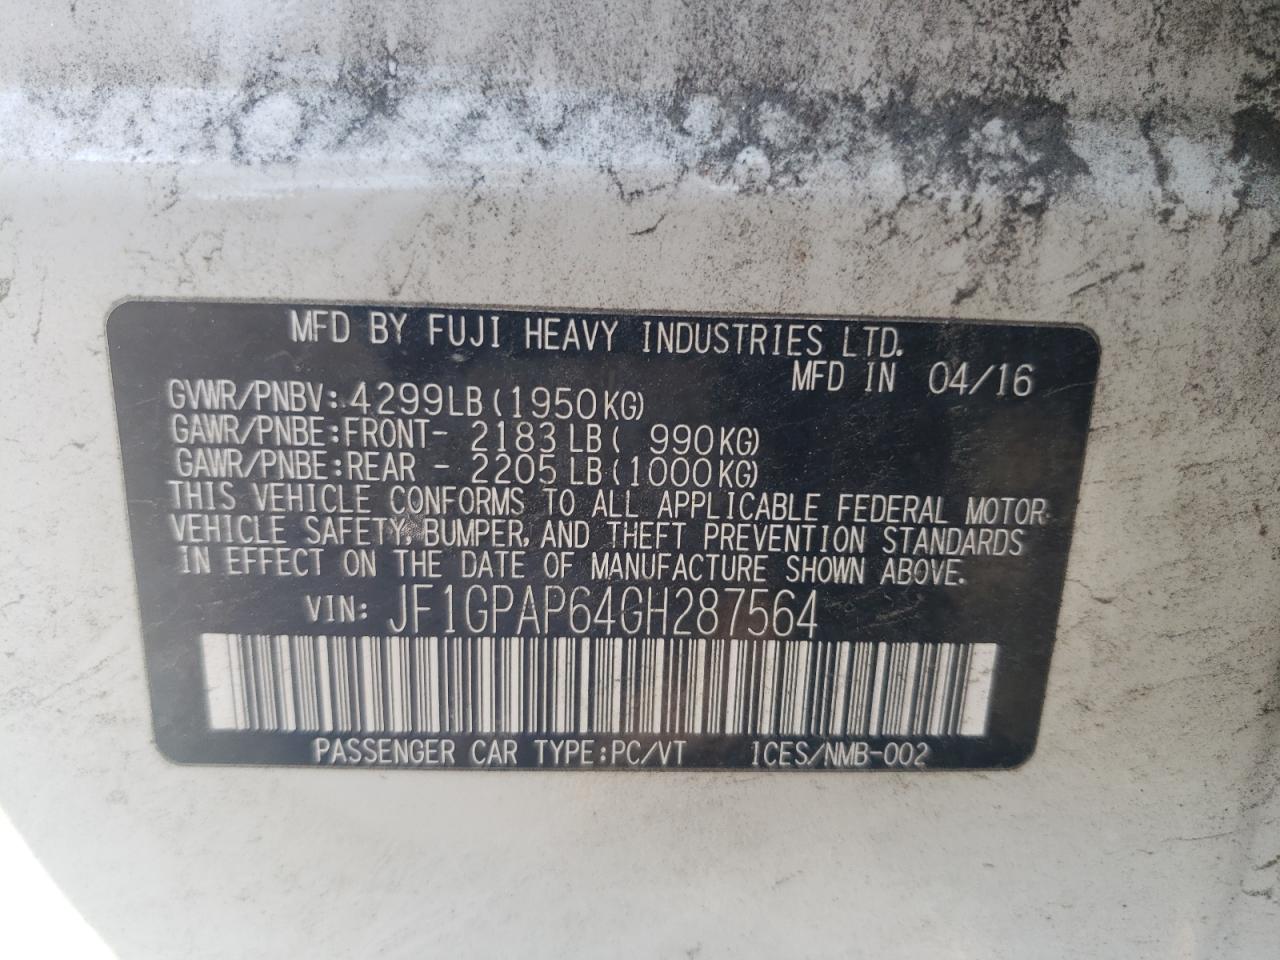 MFD BY FUJI HEAVY INDUSTRIES LTD.
MFD IN 04/16
GVWR/PNBV: 4299LB (1950KG)
GAWR/PNBE:FRONT- 2183 LB( 990KG)
GAWR/PNBE:REAR - 2205 LB(1000KG)
THIS VEHICLE CONFORMS TO ALL APPLICABLE FEDERAL MOTOR
VEHICLE SAFETY, BUMPER, AND THEFT PREVENTION STANDARDS
IN EFFECT ON THE DATE OF MANUFACTURE SHOWN ABOVE.
VIN: JF1GPAP64GH287564
PASSENGER CAR TYPE:PC/VT 1CES/NMB-002